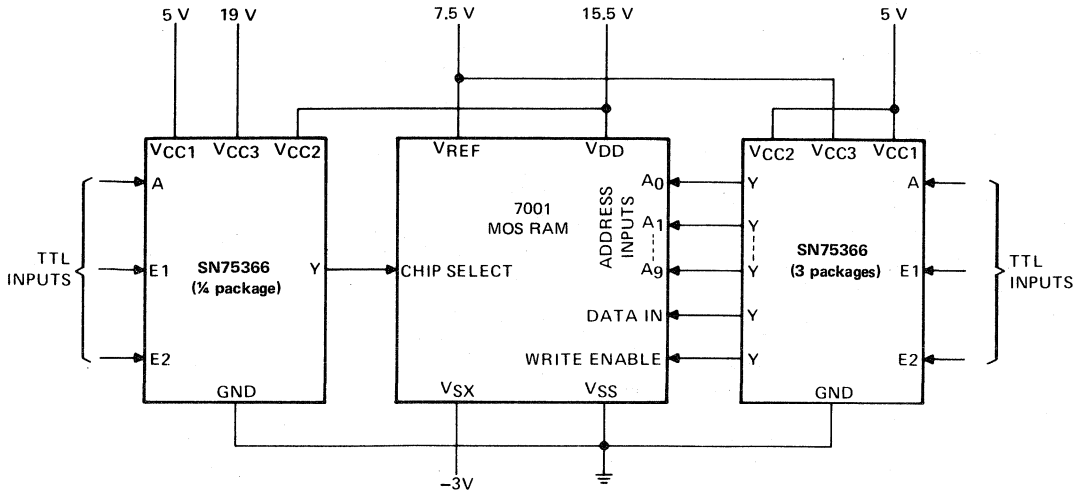 5 V 19 V 7.5 V 15.5 V 5 V
VCC1 VCC3 VCC2
VREF VDD
VCC2 VCC3 VCC1
A
E1
E2
TTL
INPUTS
SN75366
(¼ package)
Y
GND
7001
MOS RAM
CHIP SELECT
ADDRESS
INPUTS
A0
A1
A9
DATA IN
WRITE ENABLE
VSX VSS
Y
Y
Y
Y
Y
SN75366
(3 packages)
A
E1
E2
GND
TTL
INPUTS
–3V